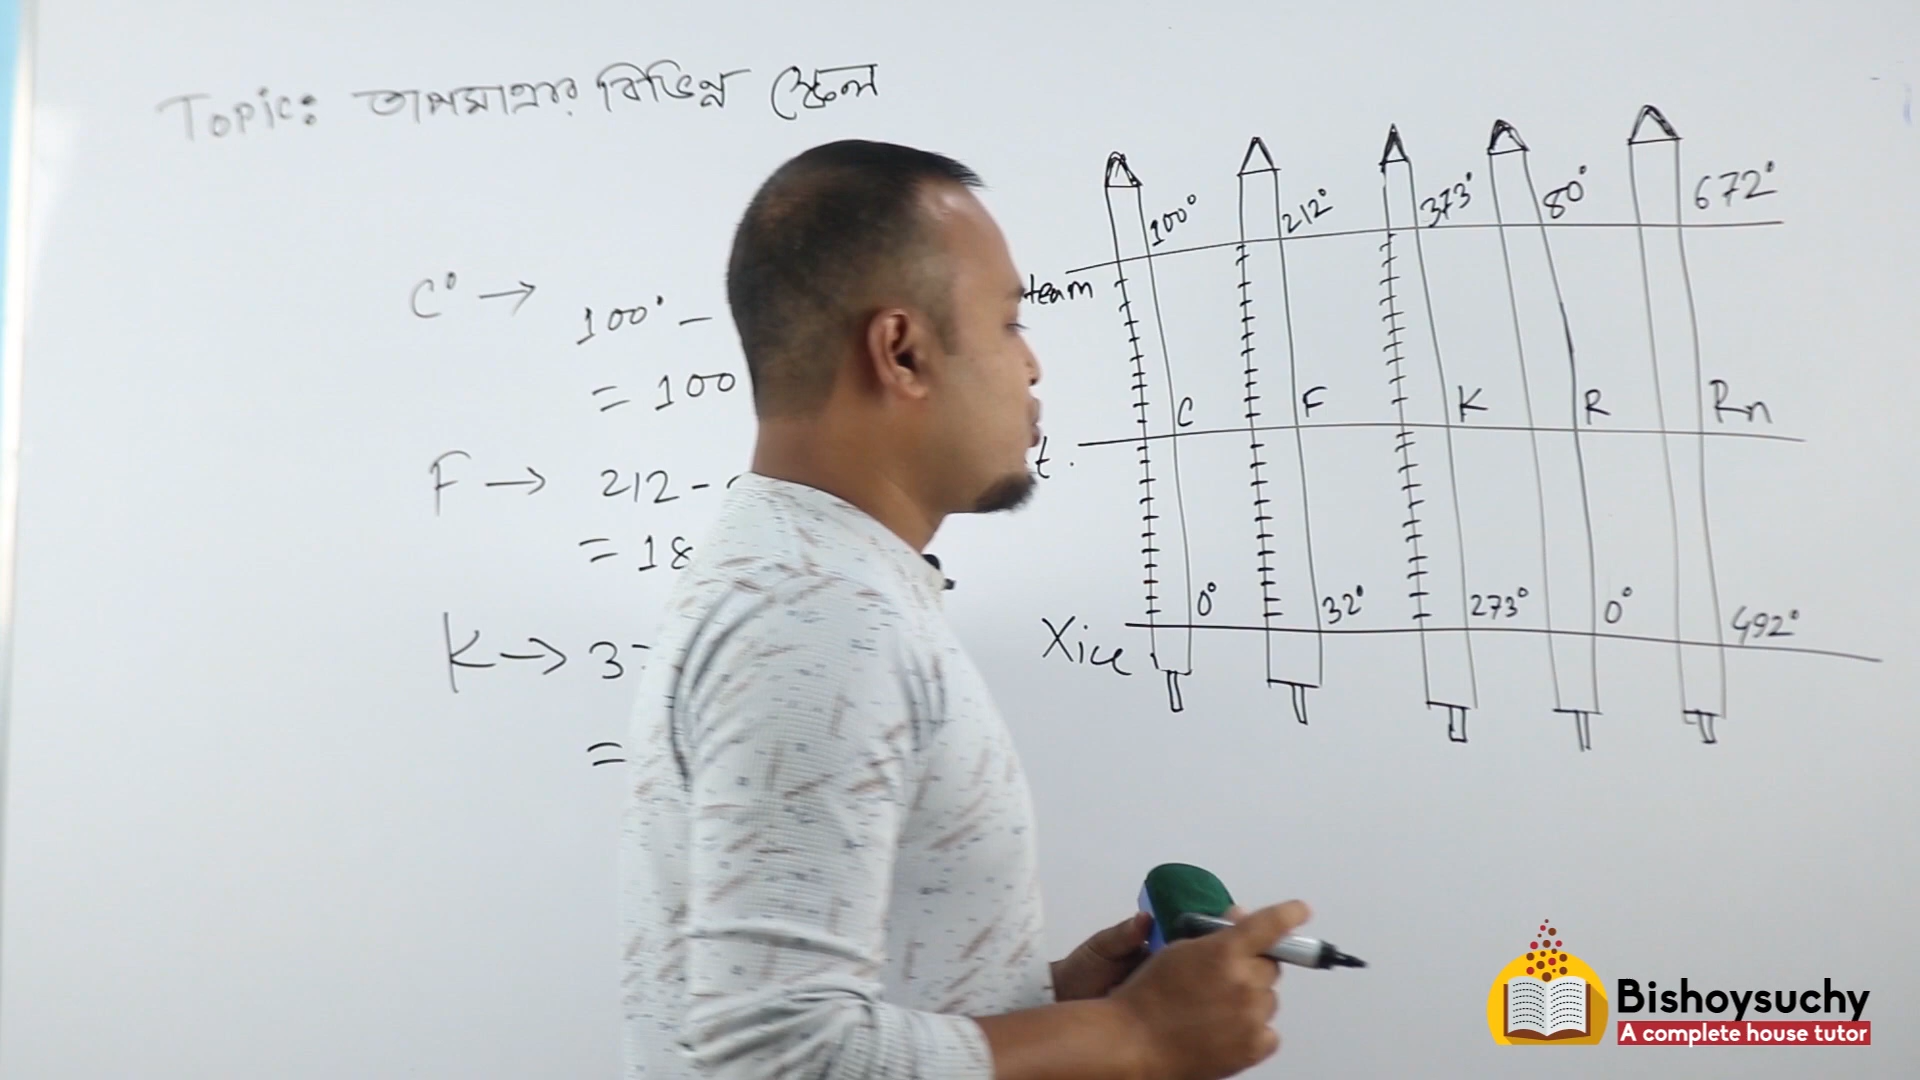 Topic: তাপমাত্রার বিভিন্ন স্কেল
C° →
100° –
= 100
F → 212 -
= 18
K → 3
=
100° 212° 373° 80° 672°
team
C F K R Rn
t.
0° 32° 273° 0° 492°
Xice
Bishoysuchy
A complete house tutor